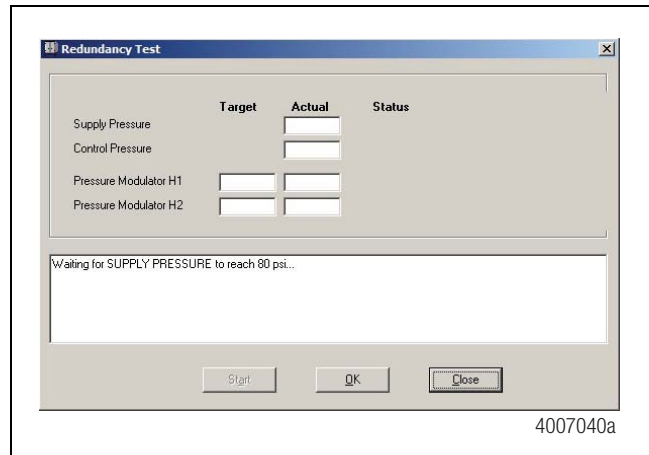 Redundancy Test
Target Actual Status
Supply Pressure
Control Pressure
Pressure Modulator H1
Pressure Modulator H2
Waiting for SUPPLY PRESSURE to reach 80 psi...
Start OK Close
4007040a